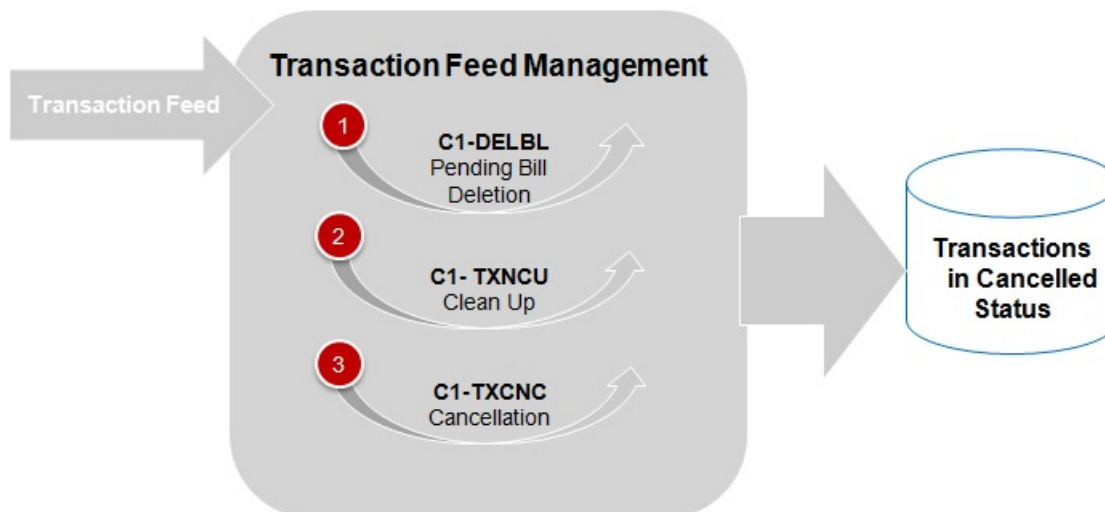 Transaction Feed Management
Transaction Feed
1
C1-DELBL
Pending Bill
Deletion
2
C1- TXNCU
Clean Up
3
C1-TXCNC
Cancellation
Transactions
in Cancelled
Status